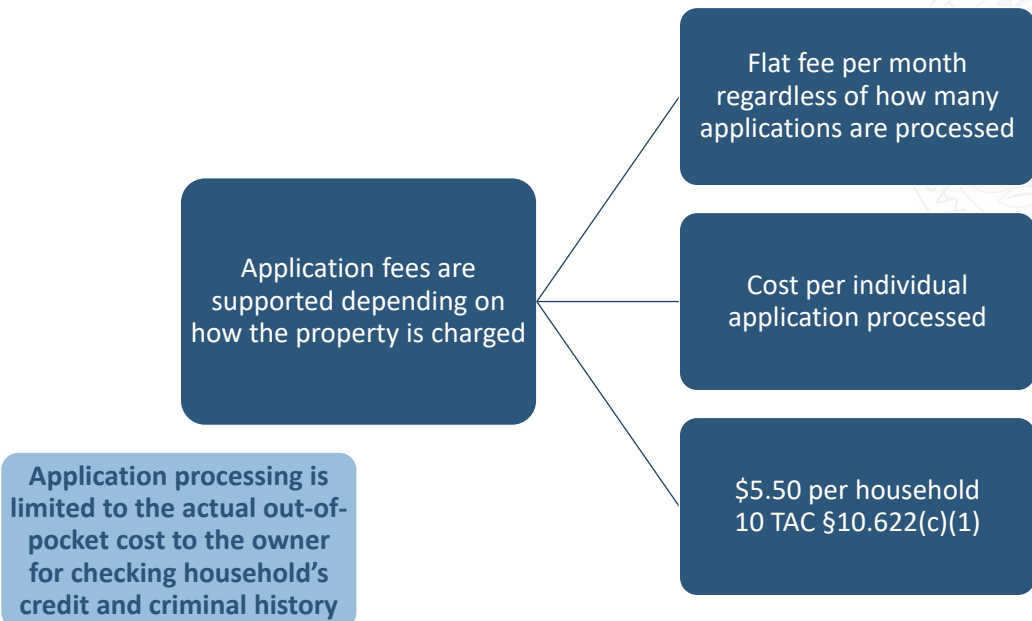 Application fees are
supported depending on
how the property is charged
Flat fee per month
regardless of how many
applications are processed
Cost per individual
application processed
$5.50 per household
10 TAC §10.622(c)(1)
Application processing is
limited to the actual out-of-
pocket cost to the owner
for checking household’s
credit and criminal history